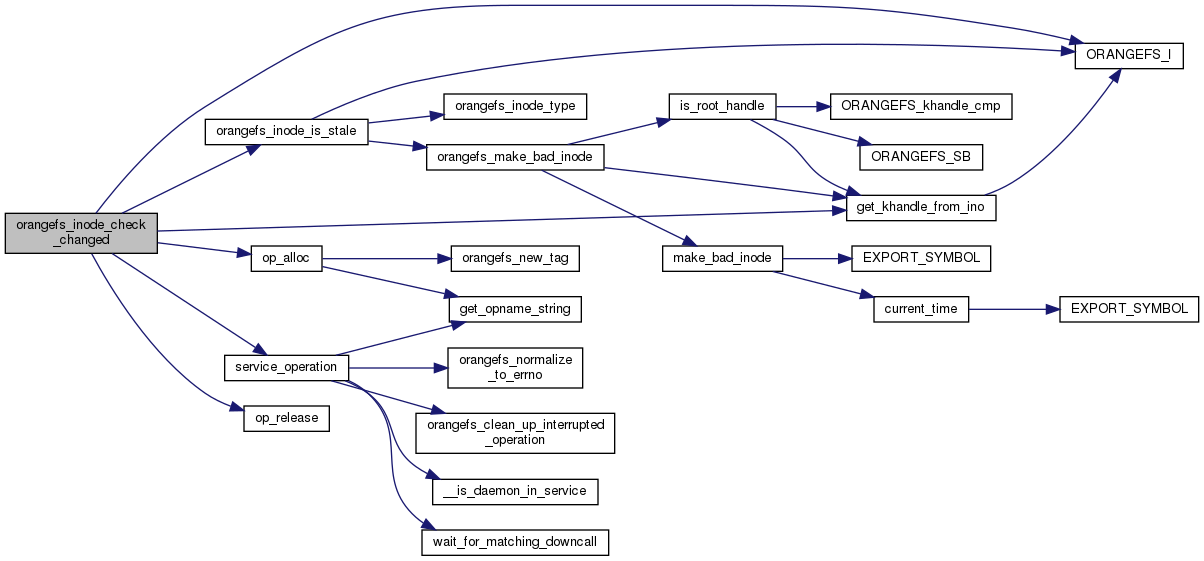 ORANGEFS_I
orangefs_inode_type
is_root_handle
ORANGEFS_khandle_cmp
orangefs_inode_is_stale
orangefs_make_bad_inode
ORANGEFS_SB
get_khandle_from_ino
orangefs_inode_check
_changed
op_alloc
orangefs_new_tag
make_bad_inode
EXPORT_SYMBOL
get_opname_string
current_time
EXPORT_SYMBOL
service_operation
orangefs_normalize
_to_errno
op_release
orangefs_clean_up_interrupted
_operation
__is_daemon_in_service
wait_for_matching_downcall